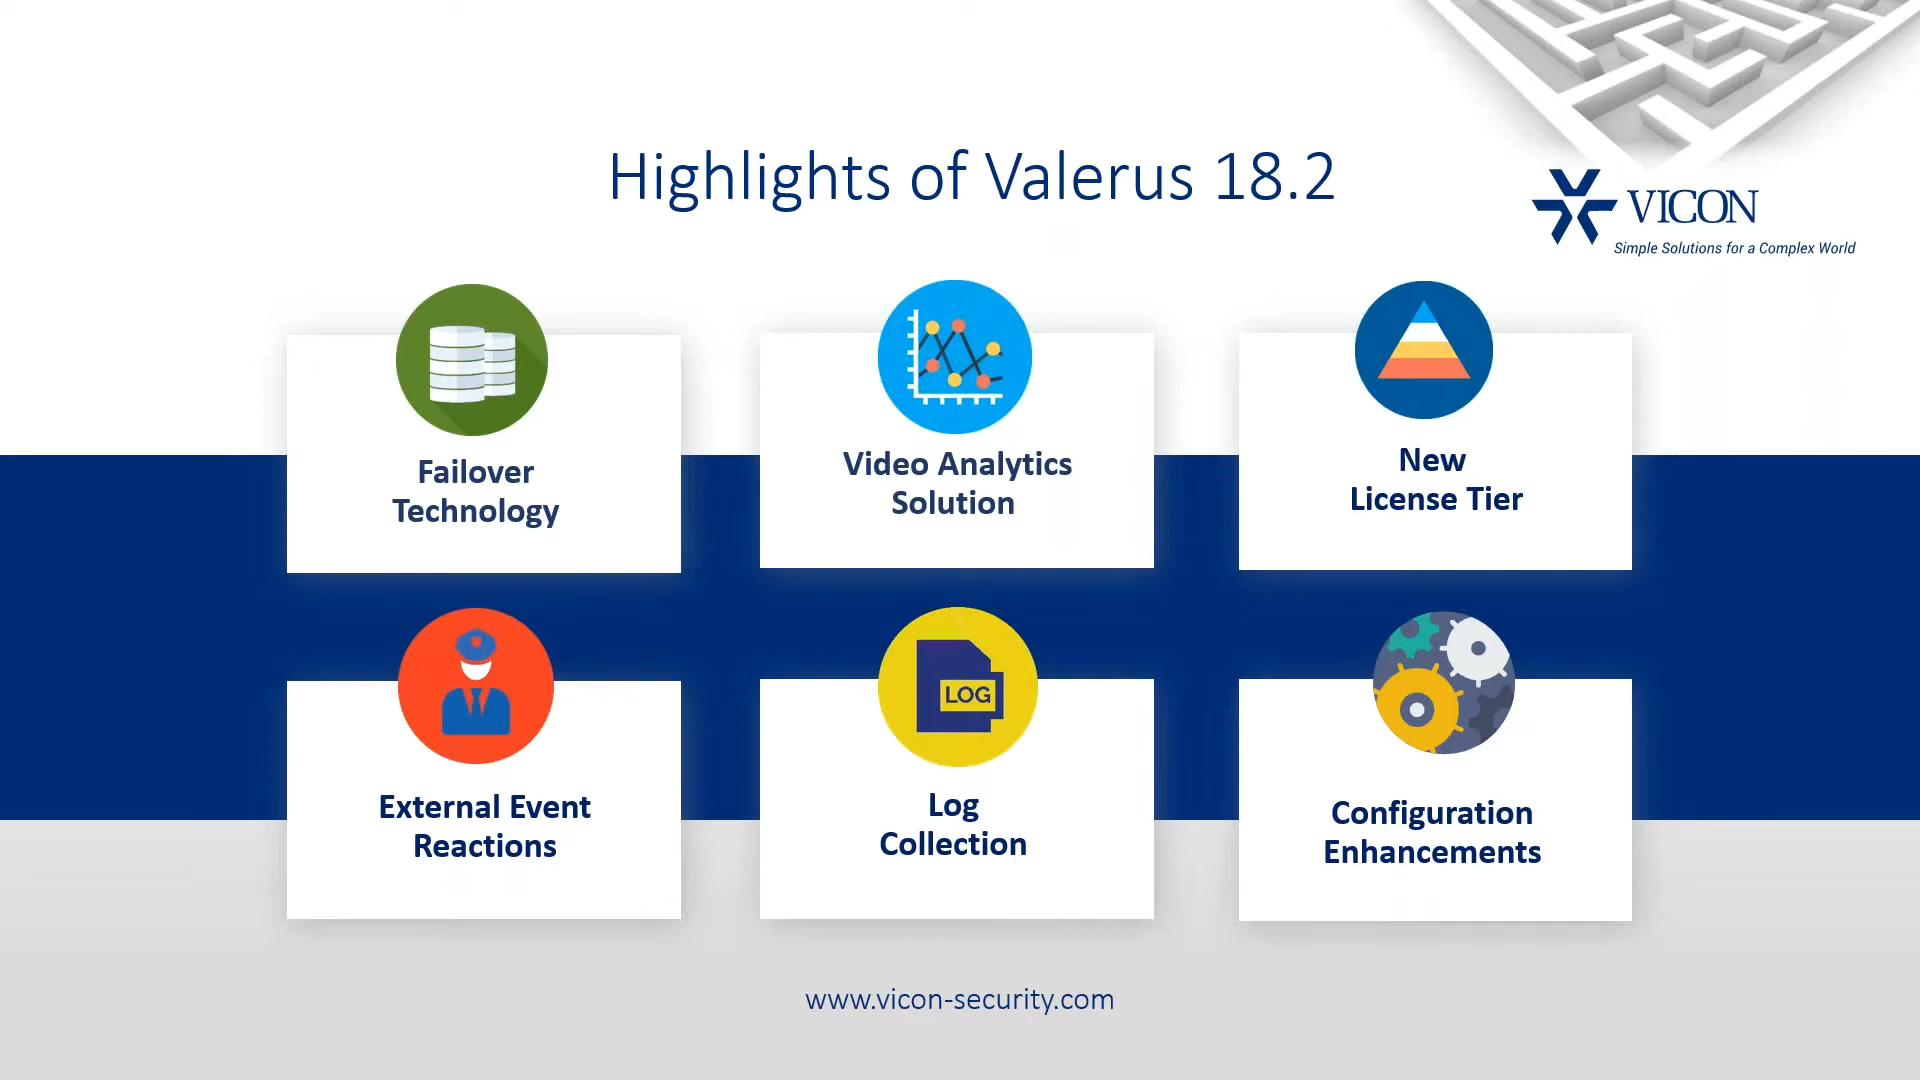 Highlights of Valerus 18.2
VICON
Simple Solutions for a Complex World
Failover
Technology
Video Analytics
Solution
New
License Tier
LOG
External Event
Reactions
Log
Collection
Configuration
Enhancements
www.vicon-security.com